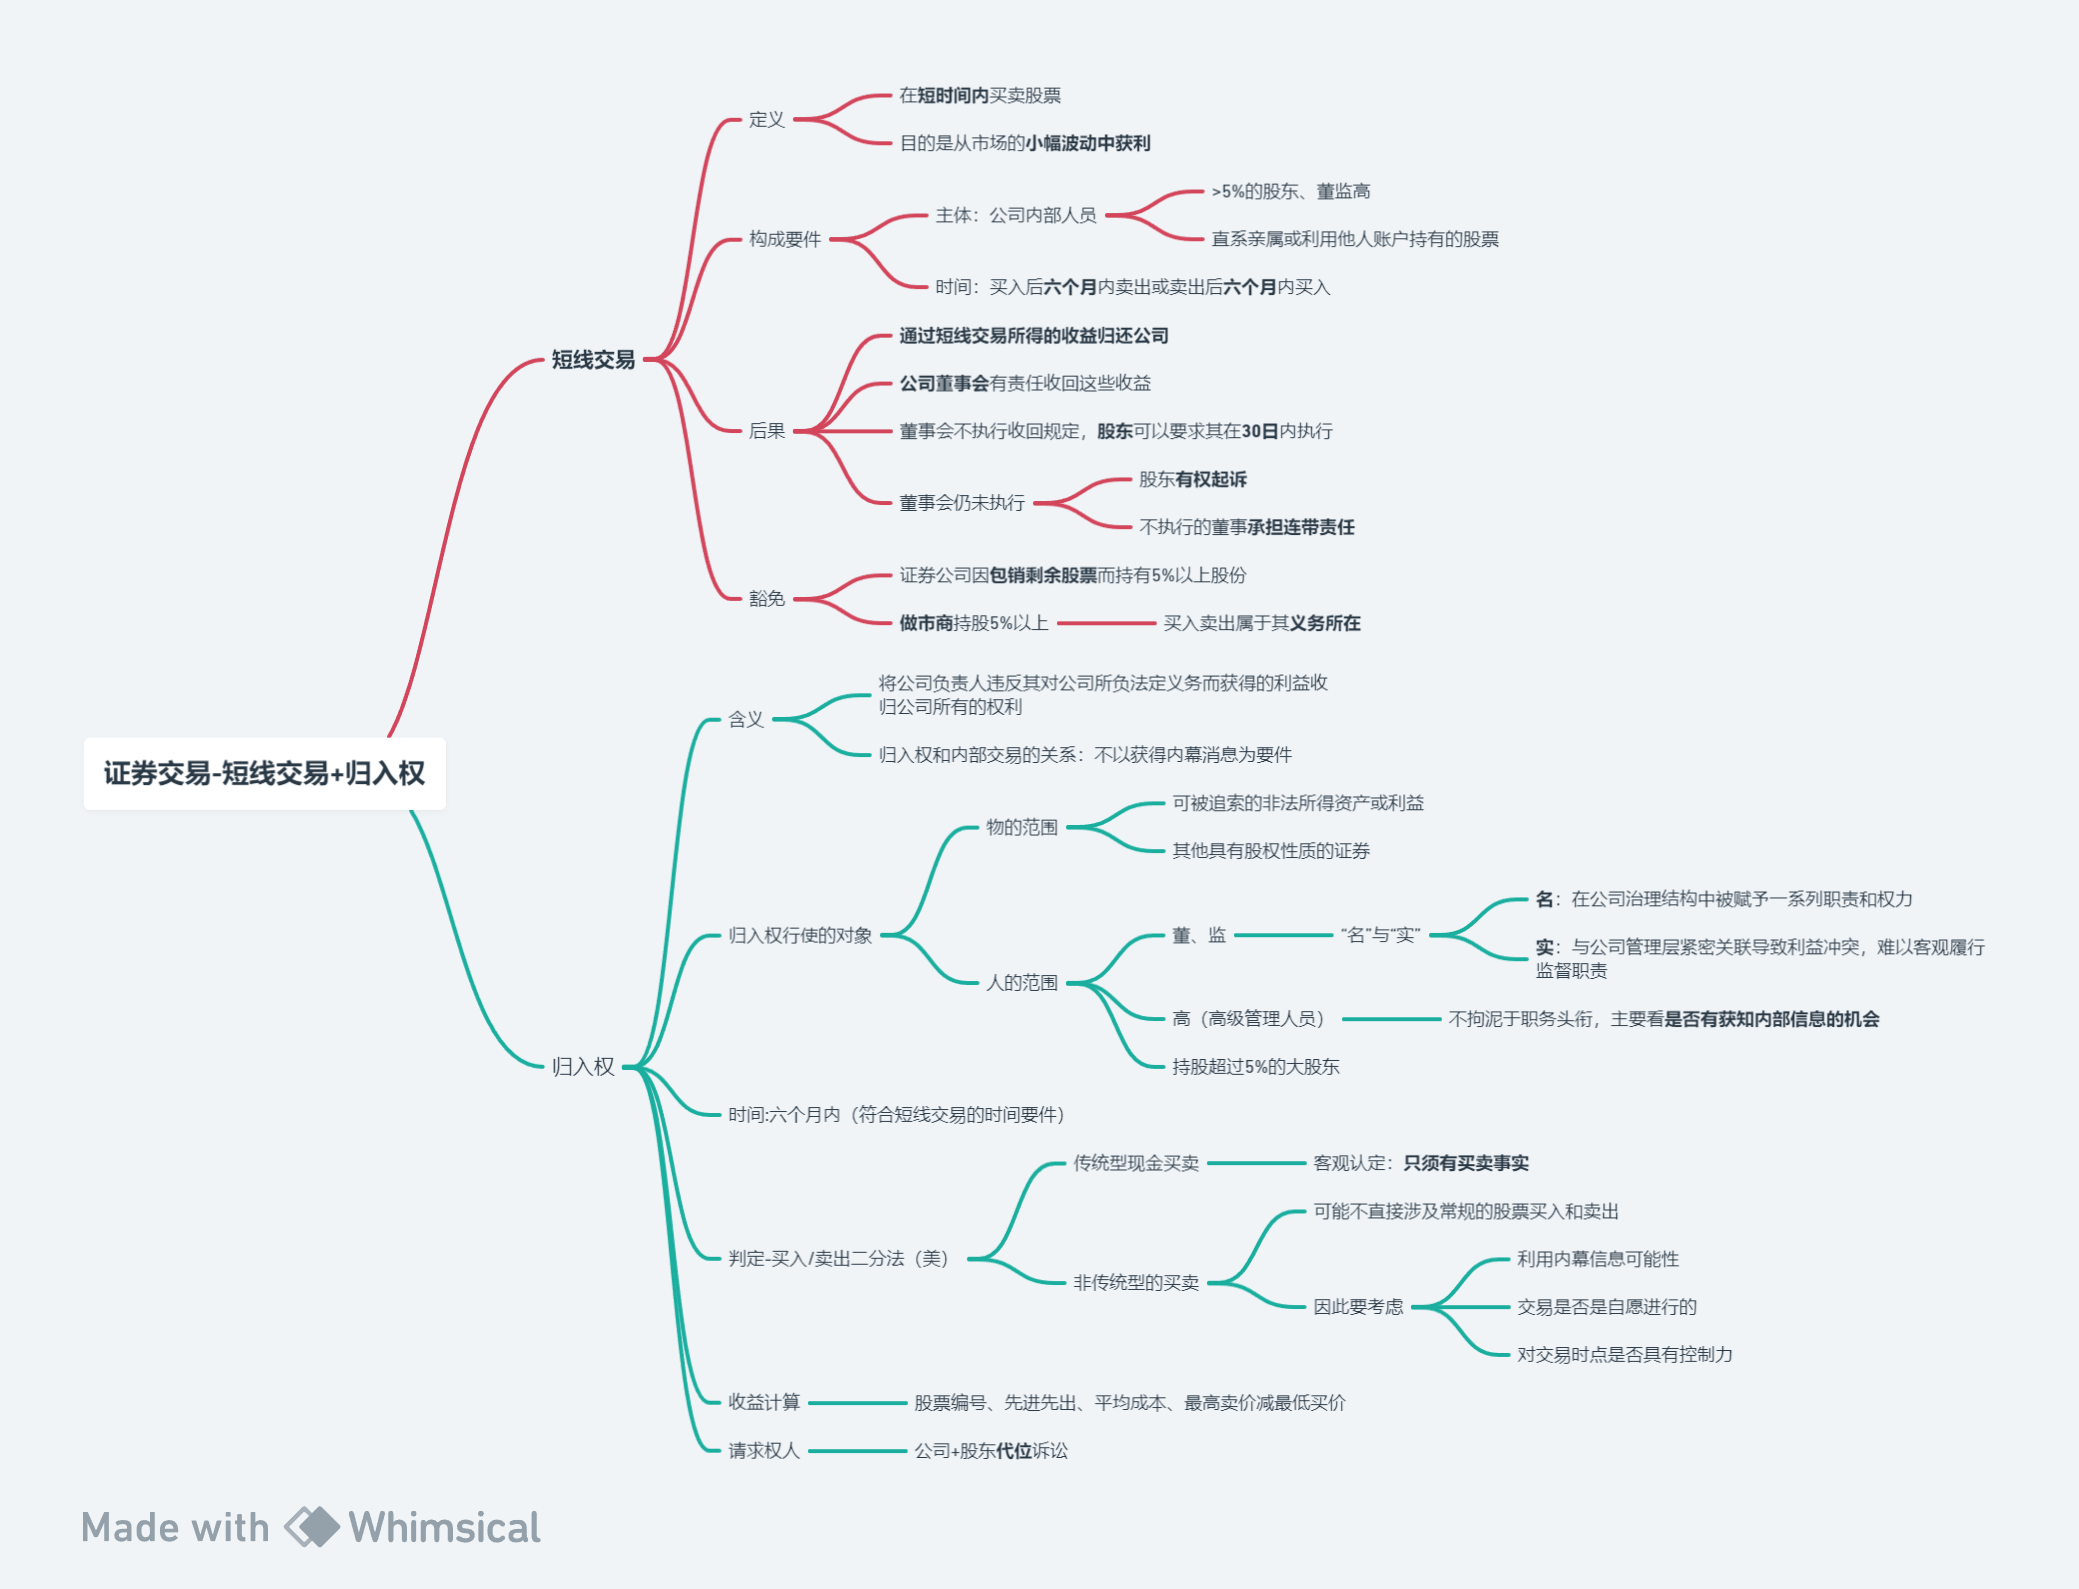 证券交易-短线交易+归入权
短线交易
定义
在短时间内买卖股票
目的是从市场的小幅波动中获利
构成要件
主体：公司内部人员
>5%的股东、董监高
直系亲属或利用他人账户持有的股票
时间：买入后六个月内卖出或卖出后六个月内买入
后果
通过短线交易所得的收益归还公司
公司董事会有责任收回这些收益
董事会不执行收回规定，股东可以要求其在30日内执行
董事会仍未执行
股东有权起诉
不执行的董事承担连带责任
豁免
证券公司因包销剩余股票而持有5%以上股份
做市商持股5%以上
买入卖出属于其义务所在
归入权
含义
将公司负责人违反其对公司所负法定义务而获得的利益收
归公司所有的权利
归入权和内部交易的关系：不以获得内幕消息为要件
归入权行使的对象
物的范围
可被追索的非法所得资产或利益
其他具有股权性质的证券
人的范围
董、监
“名”与“实”
名：在公司治理结构中被赋予一系列职责和权力
实：与公司管理层紧密关联导致利益冲突，难以客观履行
监督职责
高（高级管理人员）
不拘泥于职务头衔，主要看是否有获知内部信息的机会
持股超过5%的大股东
时间:六个月内（符合短线交易的时间要件）
判定-买入/卖出二分法（美）
传统型现金买卖
客观认定：只须有买卖事实
非传统型的买卖
可能不直接涉及常规的股票买入和卖出
因此要考虑
利用内幕信息可能性
交易是否是自愿进行的
对交易时点是否具有控制力
收益计算
股票编号、先进先出、平均成本、最高卖价减最低买价
请求权人
公司+股东代位诉讼
Made with Whimsical